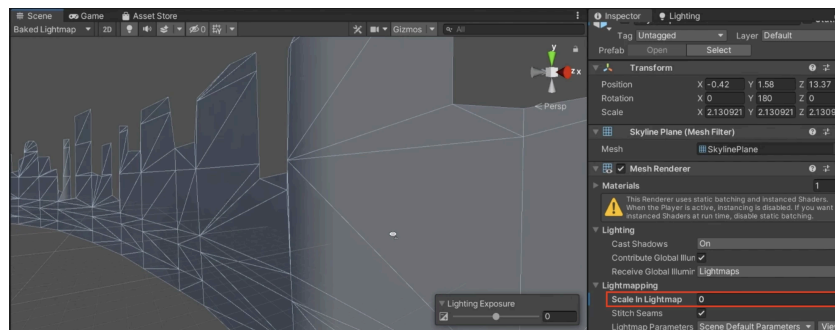 Scene Game Asset Store
Baked Lightmap 2D 0 Gizmos All
y
z x
Persp
Lighting Exposure
0
Inspector Lighting
Tag Untagged Layer Default
Prefab Open Select
Transform
Position X -0.42 Y 1.58 Z 13.37
Rotation X 0 Y 180 Z 0
Scale X 2.130921 Y 2.130921 Z 2.1309
Skyline Plane (Mesh Filter)
Mesh SkylinePlane
Mesh Renderer
Materials 1
This Renderer uses static batching and instanced Shaders.
When the Player is active, instancing is disabled. If you want
instanced Shaders at run time, disable static batching.
Lighting
Cast Shadows On
Contribute Global Illum
Receive Global Illumir Lightmaps
Lightmapping
Scale In Lightmap 0
Stitch Seams
Lightmap Parameters Scene Default Parameters Vie